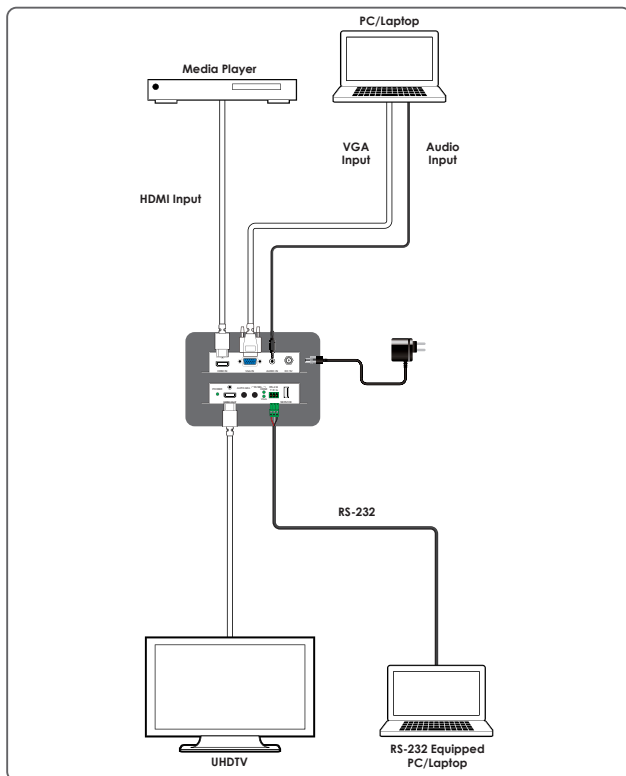 PC/Laptop
Media Player
VGA
Input
Audio
Input
HDMI Input
RS-232
UHDTV
RS-232 Equipped
PC/Laptop